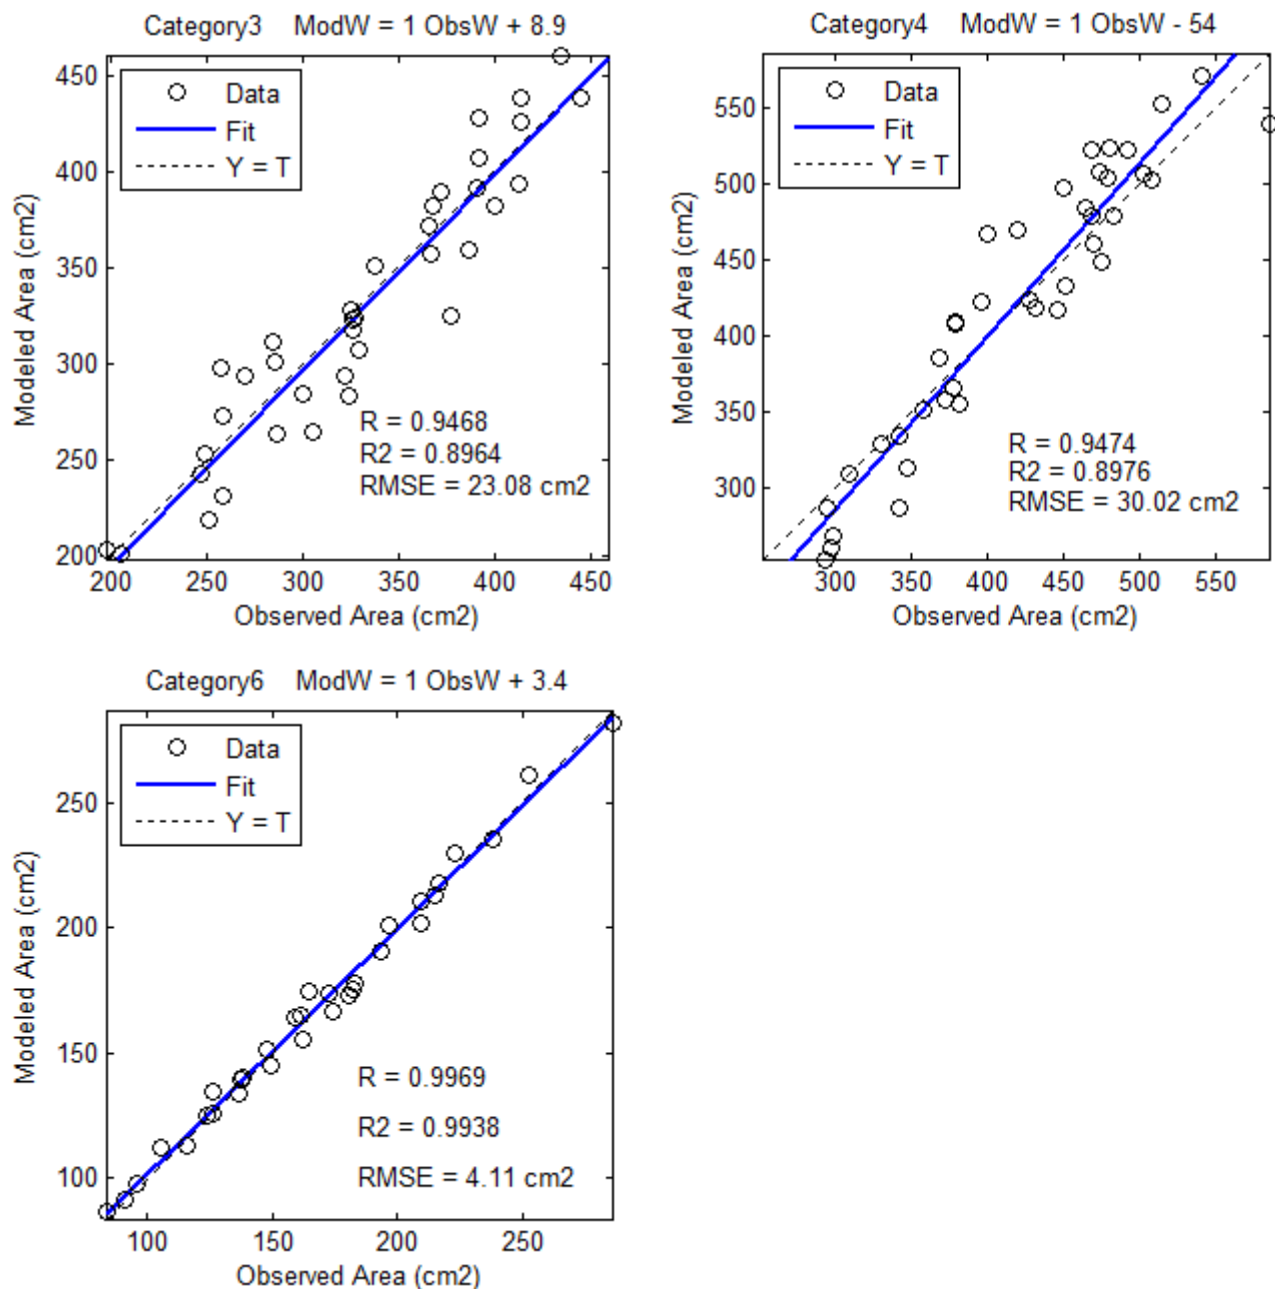 Category3 ModW = 1 ObsW + 8.9
Data
Fit
Y = T
450
400
350
300
250
200
Modeled Area (cm2)
R = 0.9468
R2 = 0.8964
RMSE = 23.08 cm2
200 250 300 350 400 450
Observed Area (cm2)
Category4 ModW = 1 ObsW - 54
Data
Fit
Y = T
550
500
450
400
350
300
Modeled Area (cm2)
R = 0.9474
R2 = 0.8976
RMSE = 30.02 cm2
300 350 400 450 500 550
Observed Area (cm2)
Category6 ModW = 1 ObsW + 3.4
Data
Fit
Y = T
250
200
150
100
Modeled Area (cm2)
R = 0.9969
R2 = 0.9938
RMSE = 4.11 cm2
100 150 200 250
Observed Area (cm2)